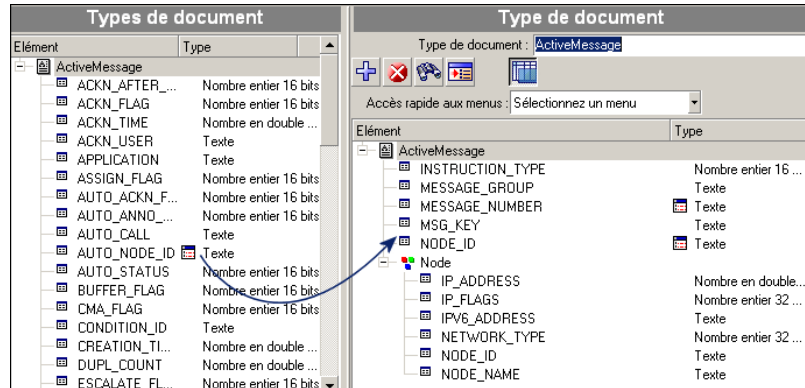 Types de document
Elément Type
ActiveMessage
ACKN_AFTER_... Nombre entier 16 bits
ACKN_FLAG Nombre entier 16 bits
ACKN_TIME Nombre en double ...
ACKN_USER Texte
APPLICATION Texte
ASSIGN_FLAG Nombre entier 16 bits
AUTO_ACKN_F... Nombre entier 16 bits
AUTO_ANNO_... Nombre entier 16 bits
AUTO_CALL Texte
AUTO_NODE_ID Texte
AUTO_STATUS Nombre entier 16 bits
BUFFER_FLAG Nombre entier 16 bits
CMA_FLAG Nombre entier 16 bits
CONDITION_ID Texte
CREATION_TI... Nombre en double ...
DUPL_COUNT Nombre en double ...
ESCALATE_FL... Nombre entier 16 bits
Type de document
Type de document : ActiveMessage
Accès rapide aux menus : Sélectionnez un menu
Elément Type
ActiveMessage
INSTRUCTION_TYPE Nombre entier 16 ...
MESSAGE_GROUP Texte
MESSAGE_NUMBER Texte
MSG_KEY Texte
NODE_ID Texte
Node
IP_ADDRESS Nombre en double...
IP_FLAGS Nombre entier 32 ...
IPV6_ADDRESS Texte
NETWORK_TYPE Nombre entier 32 ...
NODE_ID Texte
NODE_NAME Texte